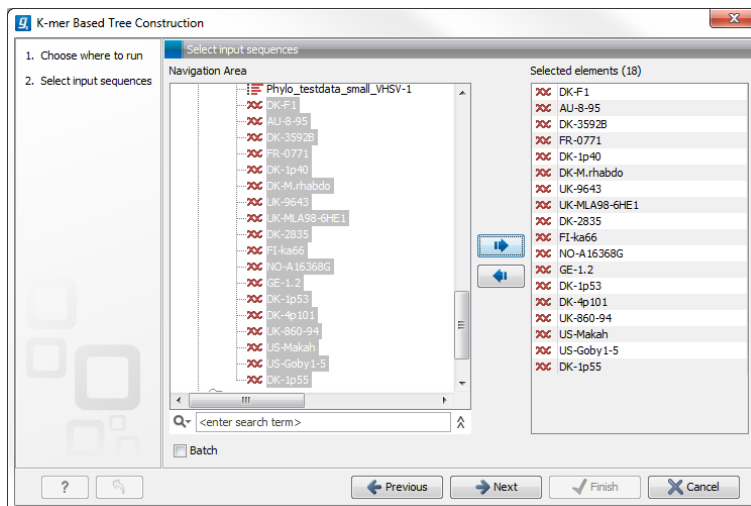 K-mer Based Tree Construction
1. Choose where to run
2. Select input sequences
Select input sequences
Navigation Area
Phylo_testdata_small_VHSV-1
DK-F1
AU-8-95
DK-3592B
FR-0771
DK-1p40
DK-M.rhabdo
UK-9643
UK-MLA98-6HE1
DK-2835
FI-ka66
NO-A16368G
GE-1.2
DK-1p53
DK-4p101
UK-860-94
US-Makah
US-Goby1-5
DK-1p55
<enter search term>
Batch
Selected elements (18)
DK-F1
AU-8-95
DK-3592B
FR-0771
DK-1p40
DK-M.rhabdo
UK-9643
UK-MLA98-6HE1
DK-2835
FI-ka66
NO-A16368G
GE-1.2
DK-1p53
DK-4p101
UK-860-94
US-Makah
US-Goby1-5
DK-1p55
?
Previous
Next
Finish
Cancel